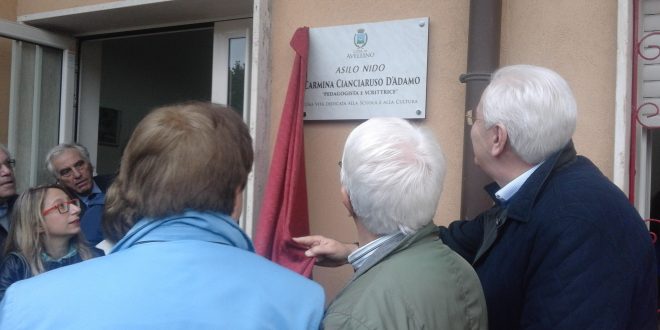 AVELLINO
ASILO NIDO
CARMINA CIANCIARUSO D'ADAMO
"PEDAGOGISTA E SCRITTRICE"
UNA VITA DEDICATA ALLA SCUOLA E ALLA CULTURA